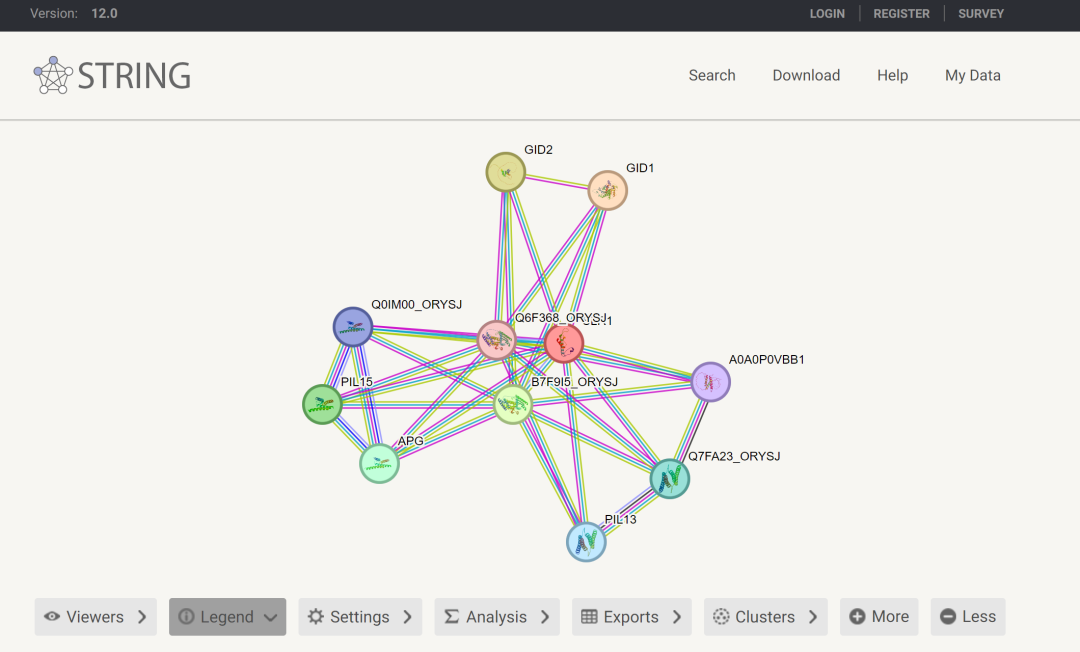 Version: 12.0
LOGIN REGISTER SURVEY
STRING
Search Download Help My Data
GID2
GID1
Q0IM00_ORYSJ
Q6F368_ORYSJ
A0A0P0VBB1
PIL15
B7F9I5_ORYSJ
APG
Q7FA23_ORYSJ
PIL13
Viewers Legend Settings Analysis Exports Clusters More Less